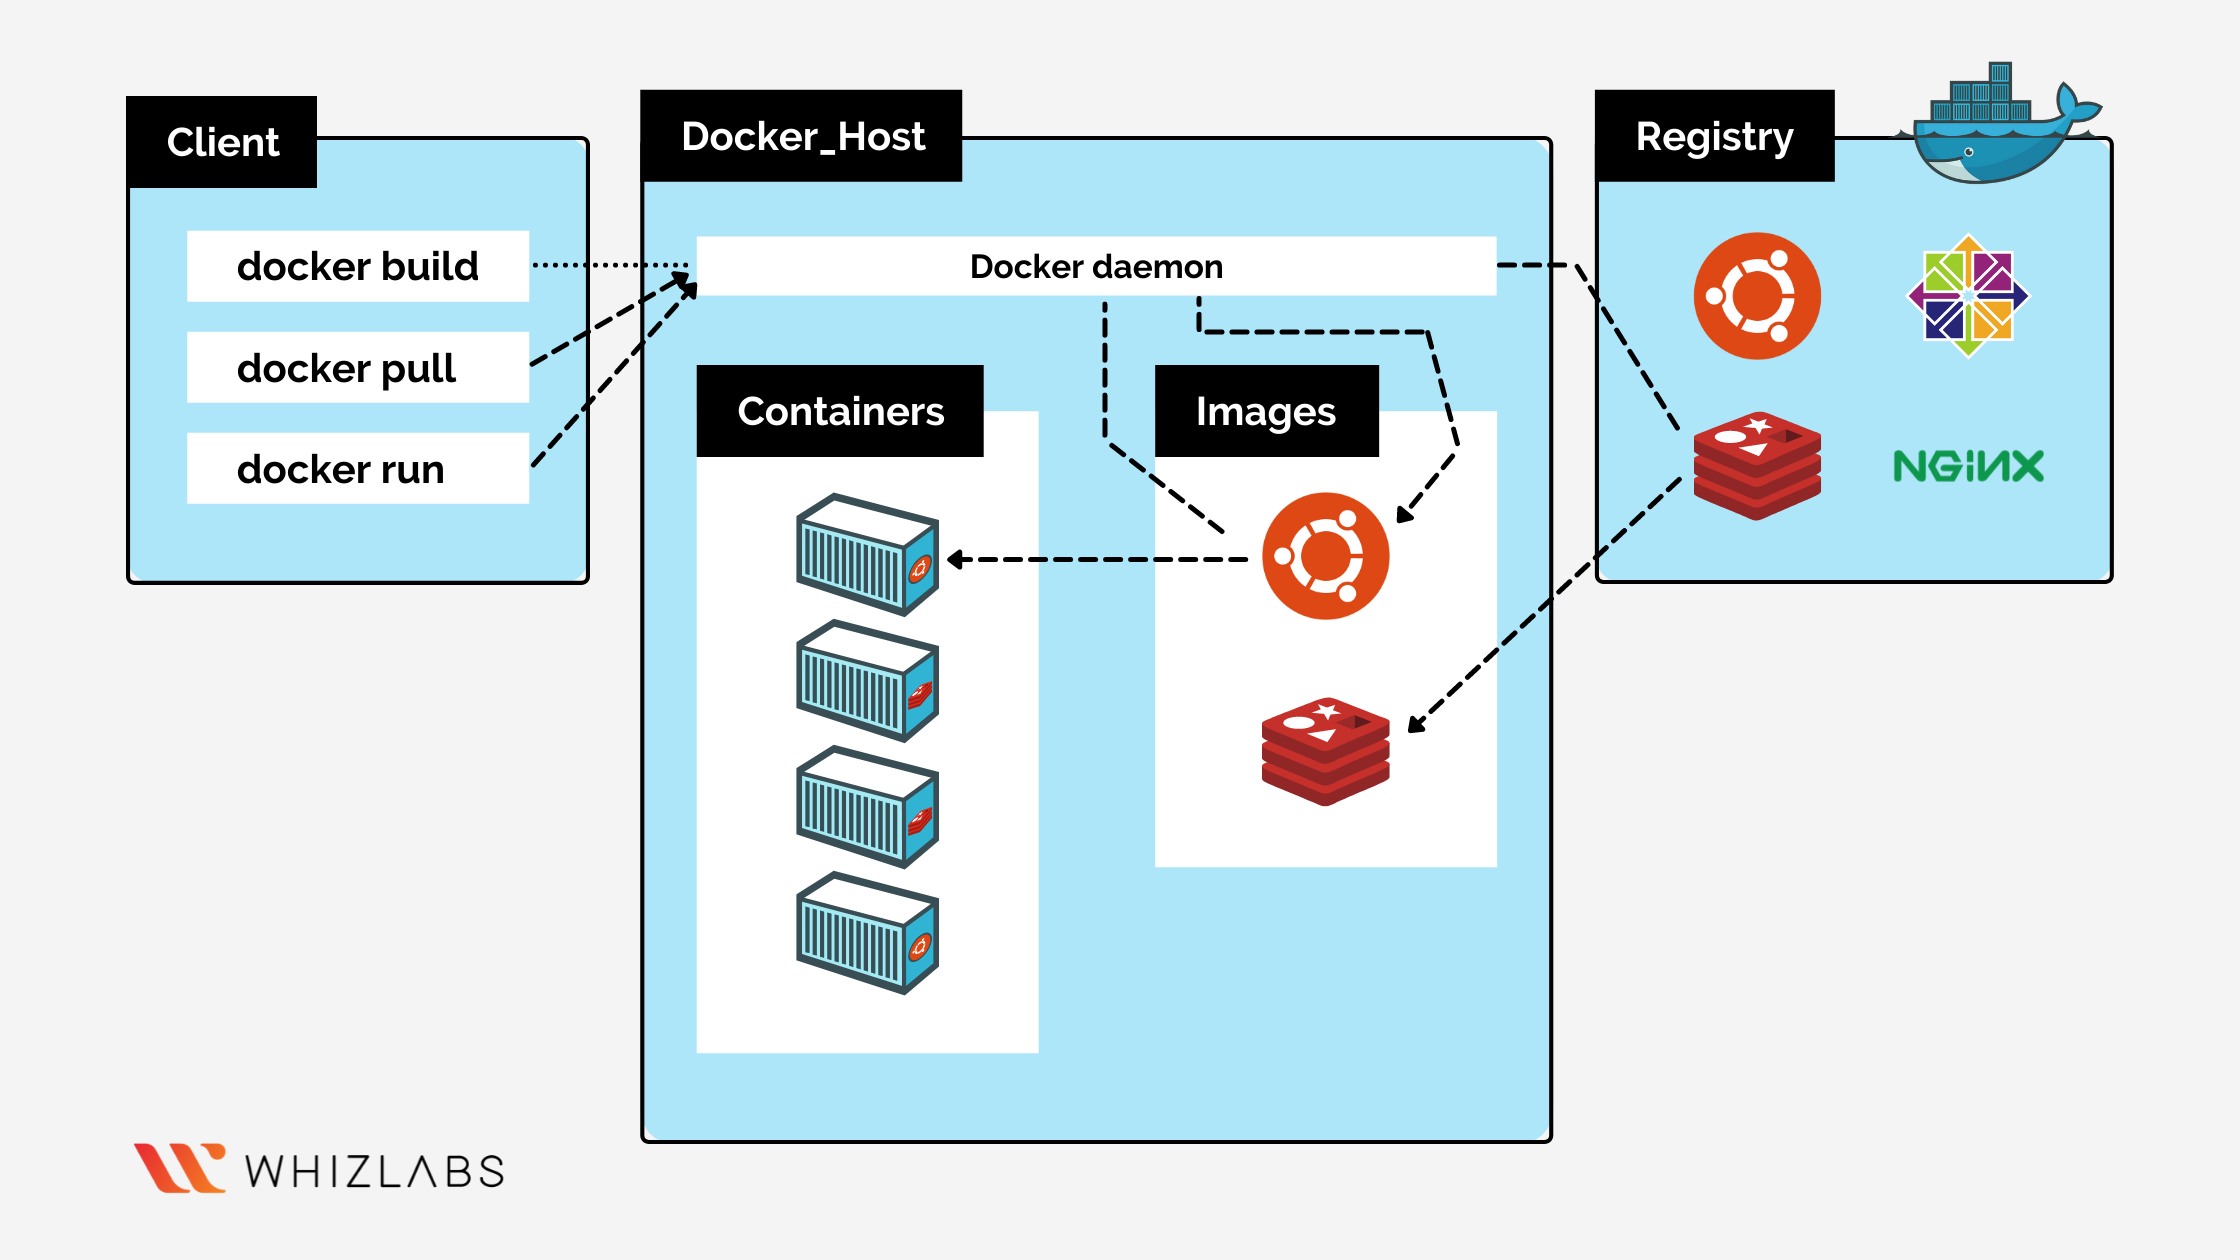 Client
docker build
docker pull
docker run
Docker_Host
Docker daemon
Containers
Images
Registry
NGINX
WHIZLABS